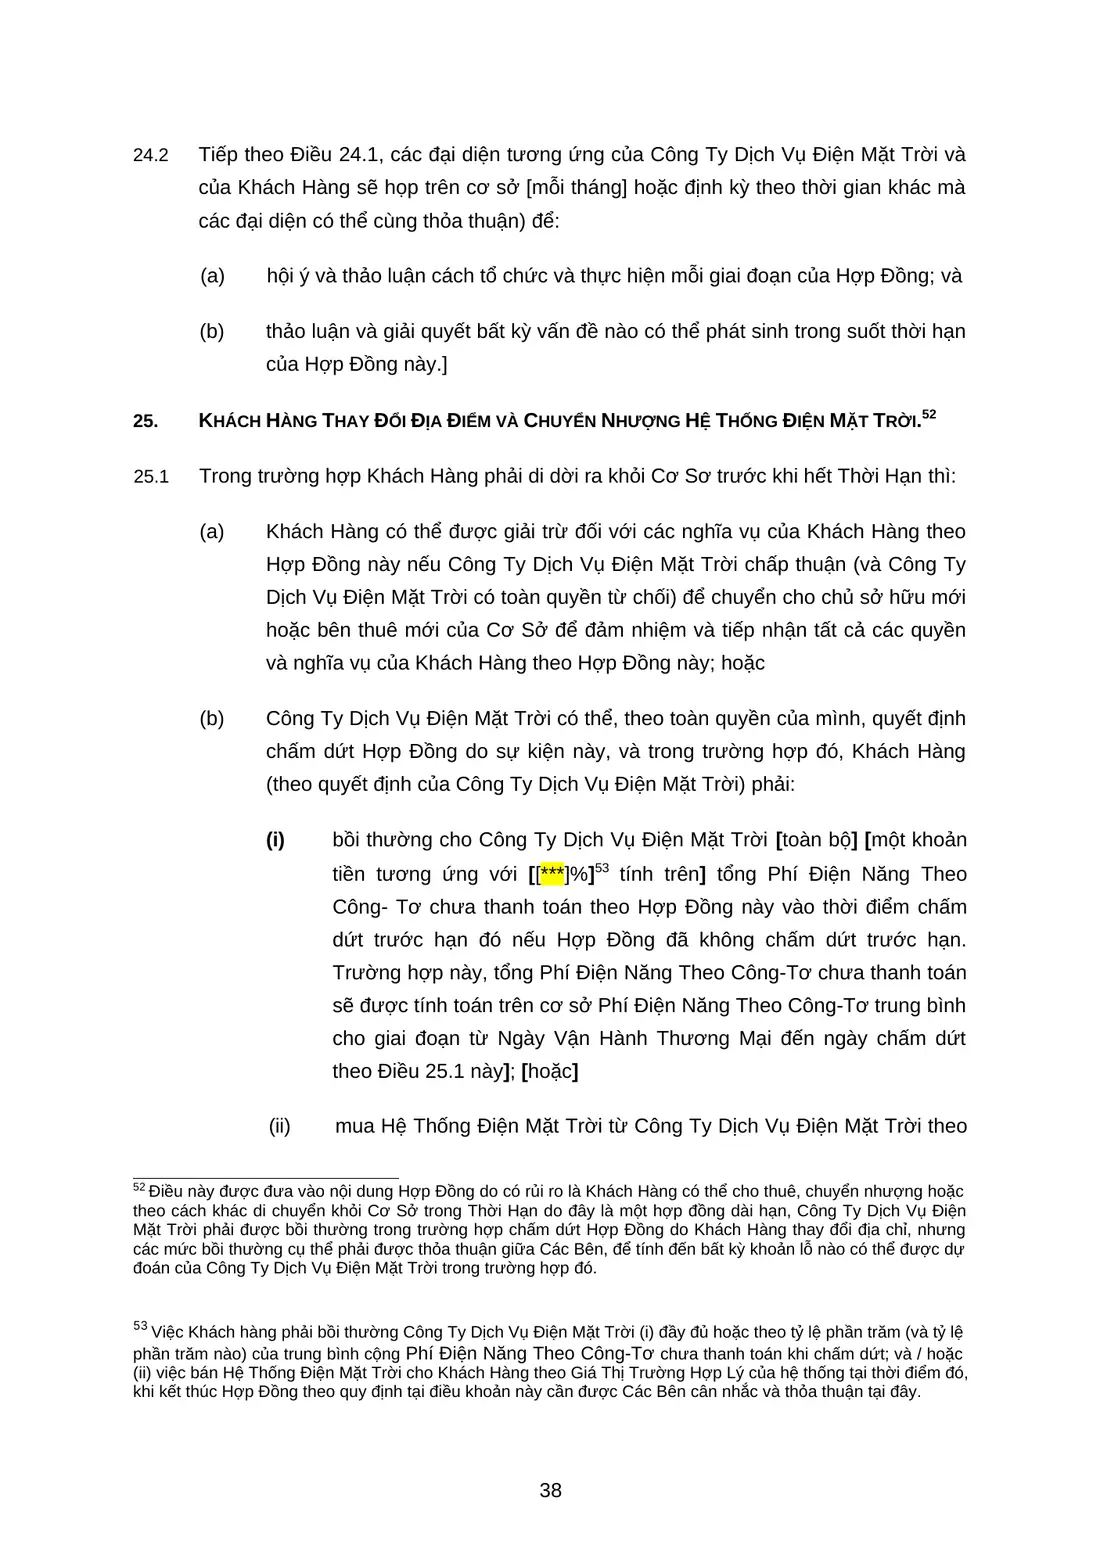 24.2 Tiếp theo Điều 24.1, các đại diện tương ứng của Công Ty Dịch Vụ Điện Mặt Trời và
của Khách Hàng sẽ họp trên cơ sở [mỗi tháng] hoặc định kỳ theo thời gian khác mà
các đại diện có thể cùng thỏa thuận) để:
(a) hội ý và thảo luận cách tổ chức và thực hiện mỗi giai đoạn của Hợp Đồng; và
(b) thảo luận và giải quyết bất kỳ vấn đề nào có thể phát sinh trong suốt thời hạn
của Hợp Đồng này.]
25. KHÁCH HÀNG THAY ĐỔI ĐỊA ĐIỂM VÀ CHUYỂN NHƯỢNG HỆ THỐNG ĐIỆN MẶT TRỜI.52
25.1 Trong trường hợp Khách Hàng phải di dời ra khỏi Cơ Sơ trước khi hết Thời Hạn thì:
(a) Khách Hàng có thể được giải trừ đối với các nghĩa vụ của Khách Hàng theo
Hợp Đồng này nếu Công Ty Dịch Vụ Điện Mặt Trời chấp thuận (và Công Ty
Dịch Vụ Điện Mặt Trời có toàn quyền từ chối) để chuyển cho chủ sở hữu mới
hoặc bên thuê mới của Cơ Sở để đảm nhiệm và tiếp nhận tất cả các quyền
và nghĩa vụ của Khách Hàng theo Hợp Đồng này; hoặc
(b) Công Ty Dịch Vụ Điện Mặt Trời có thể, theo toàn quyền của mình, quyết định
chấm dứt Hợp Đồng do sự kiện này, và trong trường hợp đó, Khách Hàng
(theo quyết định của Công Ty Dịch Vụ Điện Mặt Trời) phải:
(i) bồi thường cho Công Ty Dịch Vụ Điện Mặt Trời [toàn bộ] [một khoản
tiền tương ứng với [[***]%]53 tính trên] tổng Phí Điện Năng Theo
Công- Tơ chưa thanh toán theo Hợp Đồng này vào thời điểm chấm
dứt trước hạn đó nếu Hợp Đồng đã không chấm dứt trước hạn.
Trường hợp này, tổng Phí Điện Năng Theo Công-Tơ chưa thanh toán
sẽ được tính toán trên cơ sở Phí Điện Năng Theo Công-Tơ trung bình
cho giai đoạn từ Ngày Vận Hành Thương Mại đến ngày chấm dứt
theo Điều 25.1 này]; [hoặc]
(ii) mua Hệ Thống Điện Mặt Trời từ Công Ty Dịch Vụ Điện Mặt Trời theo
52 Điều này được đưa vào nội dung Hợp Đồng do có rủi ro là Khách Hàng có thể cho thuê, chuyển nhượng hoặc
theo cách khác di chuyển khỏi Cơ Sở trong Thời Hạn do đây là một hợp đồng dài hạn, Công Ty Dịch Vụ Điện
Mặt Trời phải được bồi thường trong trường hợp chấm dứt Hợp Đồng do Khách Hàng thay đổi địa chỉ, nhưng
các mức bồi thường cụ thể phải được thỏa thuận giữa Các Bên, để tính đến bất kỳ khoản lỗ nào có thể được dự
đoán của Công Ty Dịch Vụ Điện Mặt Trời trong trường hợp đó.
53 Việc Khách hàng phải bồi thường Công Ty Dịch Vụ Điện Mặt Trời (i) đầy đủ hoặc theo tỷ lệ phần trăm (và tỷ lệ
phần trăm nào) của trung bình cộng Phí Điện Năng Theo Công-Tơ chưa thanh toán khi chấm dứt; và / hoặc
(ii) việc bán Hệ Thống Điện Mặt Trời cho Khách Hàng theo Giá Thị Trường Hợp Lý của hệ thống tại thời điểm đó,
khi kết thúc Hợp Đồng theo quy định tại điều khoản này cần được Các Bên cân nhắc và thỏa thuận tại đây.
38